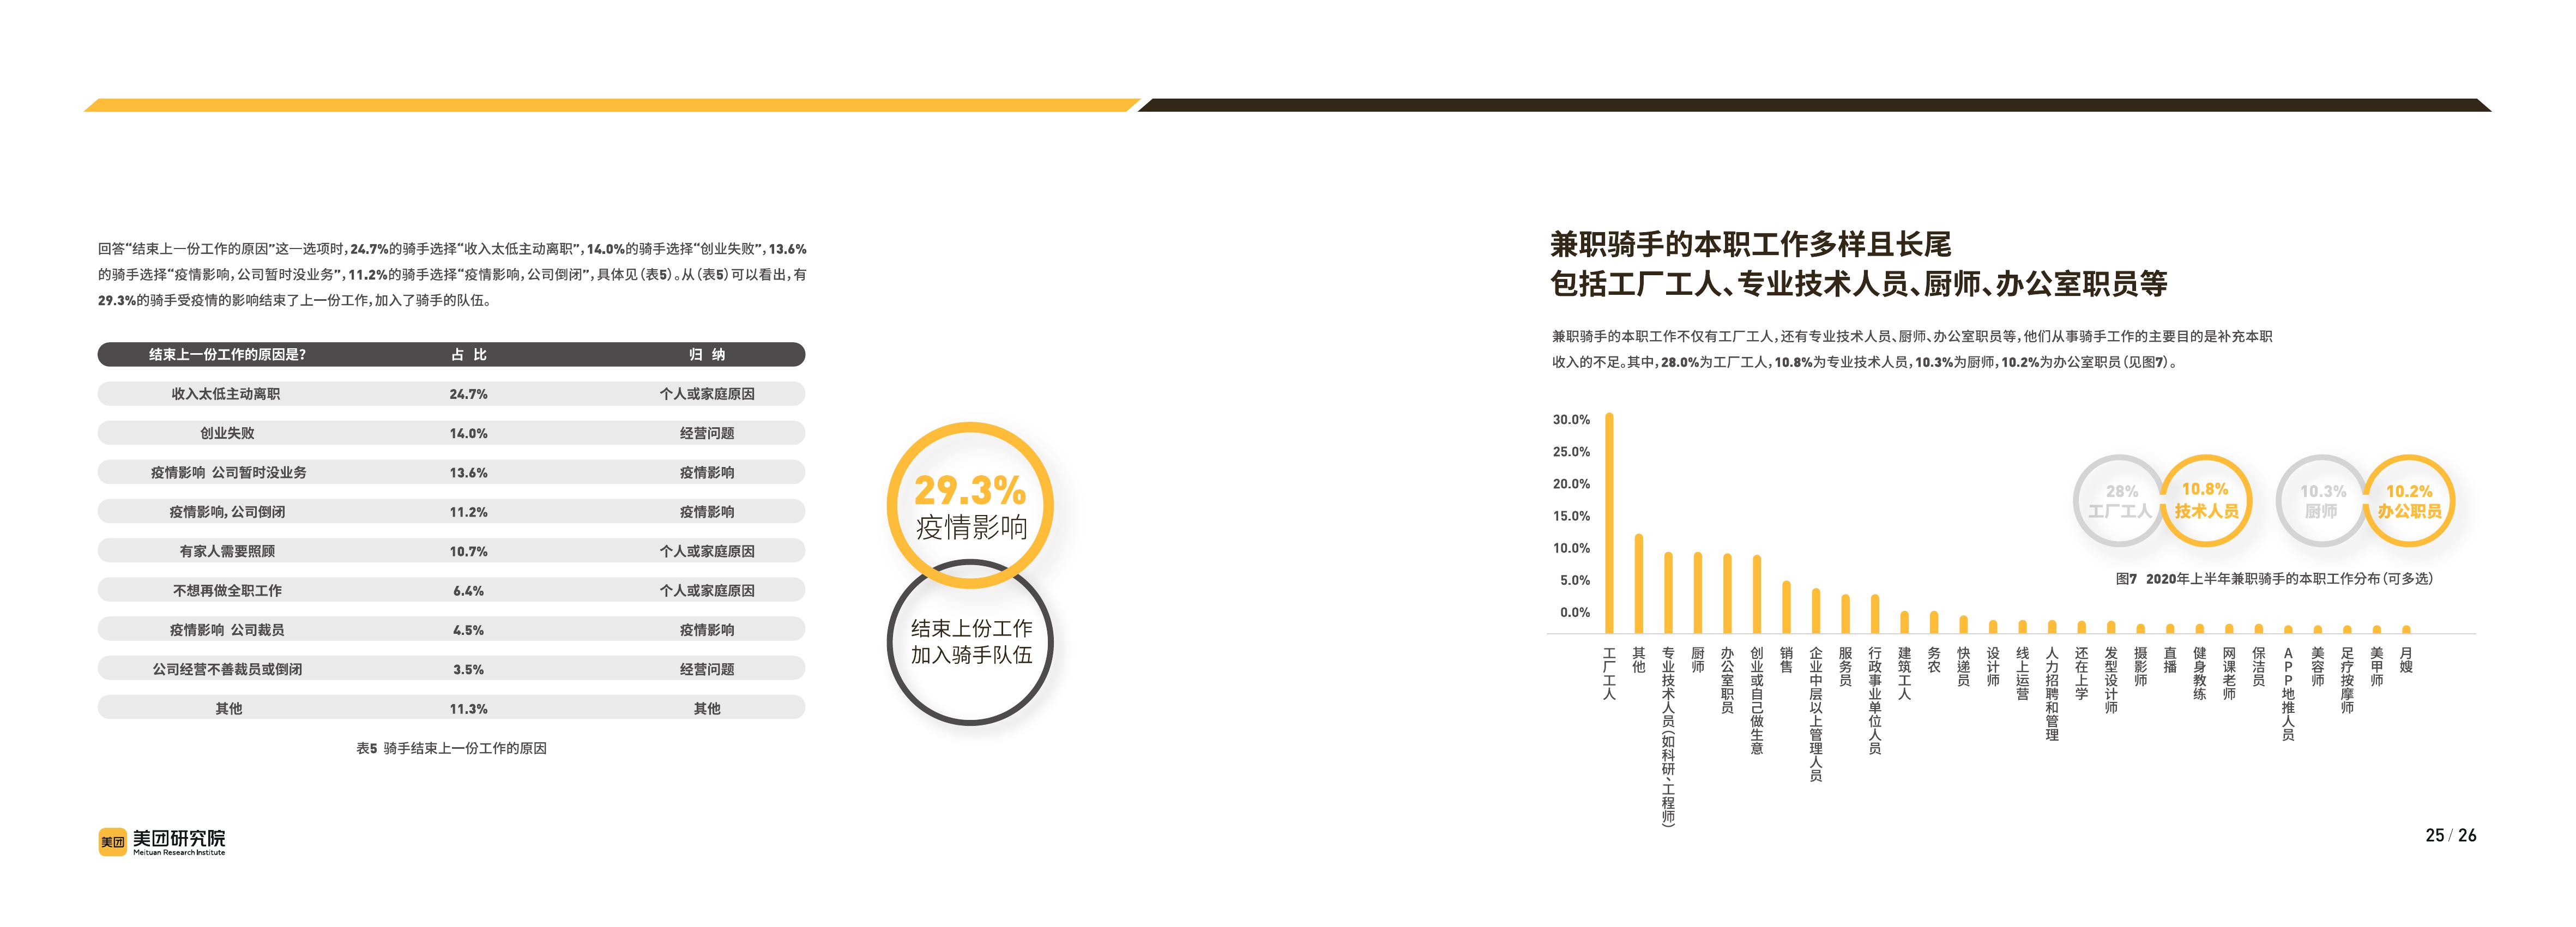 回答“结束上一份工作的原因”这一选项时，24.7%的骑手选择“收入太低主动离职”，14.0%的骑手选择“创业失败”，13.6%
的骑手选择“疫情影响，公司暂时没业务”，11.2%的骑手选择“疫情影响，公司倒闭”，具体见（表5）。从（表5）可以看出，有
29.3%的骑手受疫情的影响结束了上一份工作，加入了骑手的队伍。
结束上一份工作的原因是？ 占 比 归 纳
收入太低主动离职 24.7% 个人或家庭原因
创业失败 14.0% 经营问题
疫情影响 公司暂时没业务 13.6% 疫情影响
疫情影响，公司倒闭 11.2% 疫情影响
有家人需要照顾 10.7% 个人或家庭原因
不想再做全职工作 6.4% 个人或家庭原因
疫情影响 公司裁员 4.5% 疫情影响
公司经营不善裁员或倒闭 3.5% 经营问题
其他 11.3% 其他
表5 骑手结束上一份工作的原因
29.3%
疫情影响
结束上份工作
加入骑手队伍
美团
美团研究院
Meituan Research Institute
兼职骑手的本职工作多样且长尾
包括工厂工人、专业技术人员、厨师、办公室职员等
兼职骑手的本职工作不仅有工厂工人，还有专业技术人员、厨师、办公室职员等，他们从事骑手工作的主要目的是补充本职
收入的不足。其中，28.0%为工厂工人，10.8%为专业技术人员，10.3%为厨师，10.2%为办公室职员（见图7）。
30.0%
25.0%
20.0%
15.0%
10.0%
5.0%
0.0%
28%
工厂工人
10.8%
技术人员
10.3%
厨师
10.2%
办公职员
图7 2020年上半年兼职骑手的本职工作分布（可多选）
工厂工人
其他
专业技术人员（如科研、工程师）
厨师
办公室职员
创业或自己做生意
销售
企业中层以上管理人员
服务员
行政事业单位人员
建筑工人
务农
快递员
设计师
线上运营
人力招聘和管理
还在上学
发型设计师
摄影师
直播
健身教练
网课老师
保洁员
APP地推人员
美容师
足疗按摩师
美甲师
月嫂
25 / 26